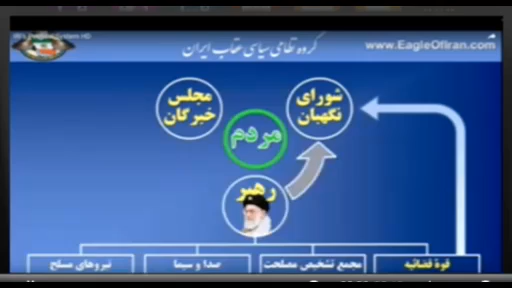 گروه نظامی سیاسی عقاب ایران
www.EagleOfIran.com
شورای
نگهبان
مجلس
خبرگان
مردم
رهبر
قوهٔ قضائیه
مجمع تشخیص مصلحت
صدا و سیما
نیروهای مسلح